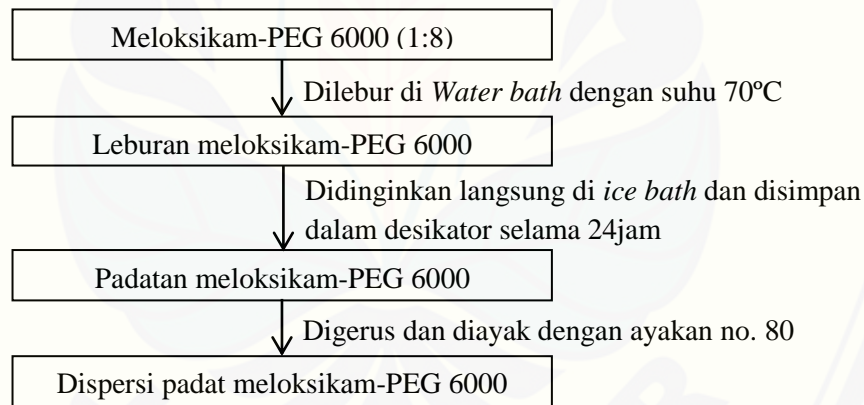 Meloksikam-PEG 6000 (1:8)
Dilebur di Water bath dengan suhu 70ºC
Leburan meloksikam-PEG 6000
Didinginkan langsung di ice bath dan disimpan
dalam desikator selama 24jam
Padatan meloksikam-PEG 6000
Digerus dan diayak dengan ayakan no. 80
Dispersi padat meloksikam-PEG 6000